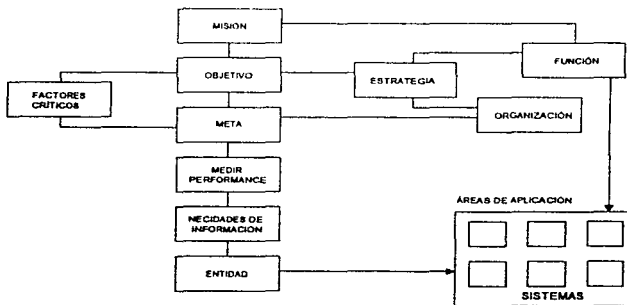 MISION
OBJETIVO
ESTRATEGIA
FUNCIÓN
FACTORES
CRÍTICOS
META
ORGANIZACIÓN
MEDIR
PERFORMANCE
NECIDADES DE
INFORMACION
ENTIDAD
ÁREAS DE APLICACIÓN
SISTEMAS